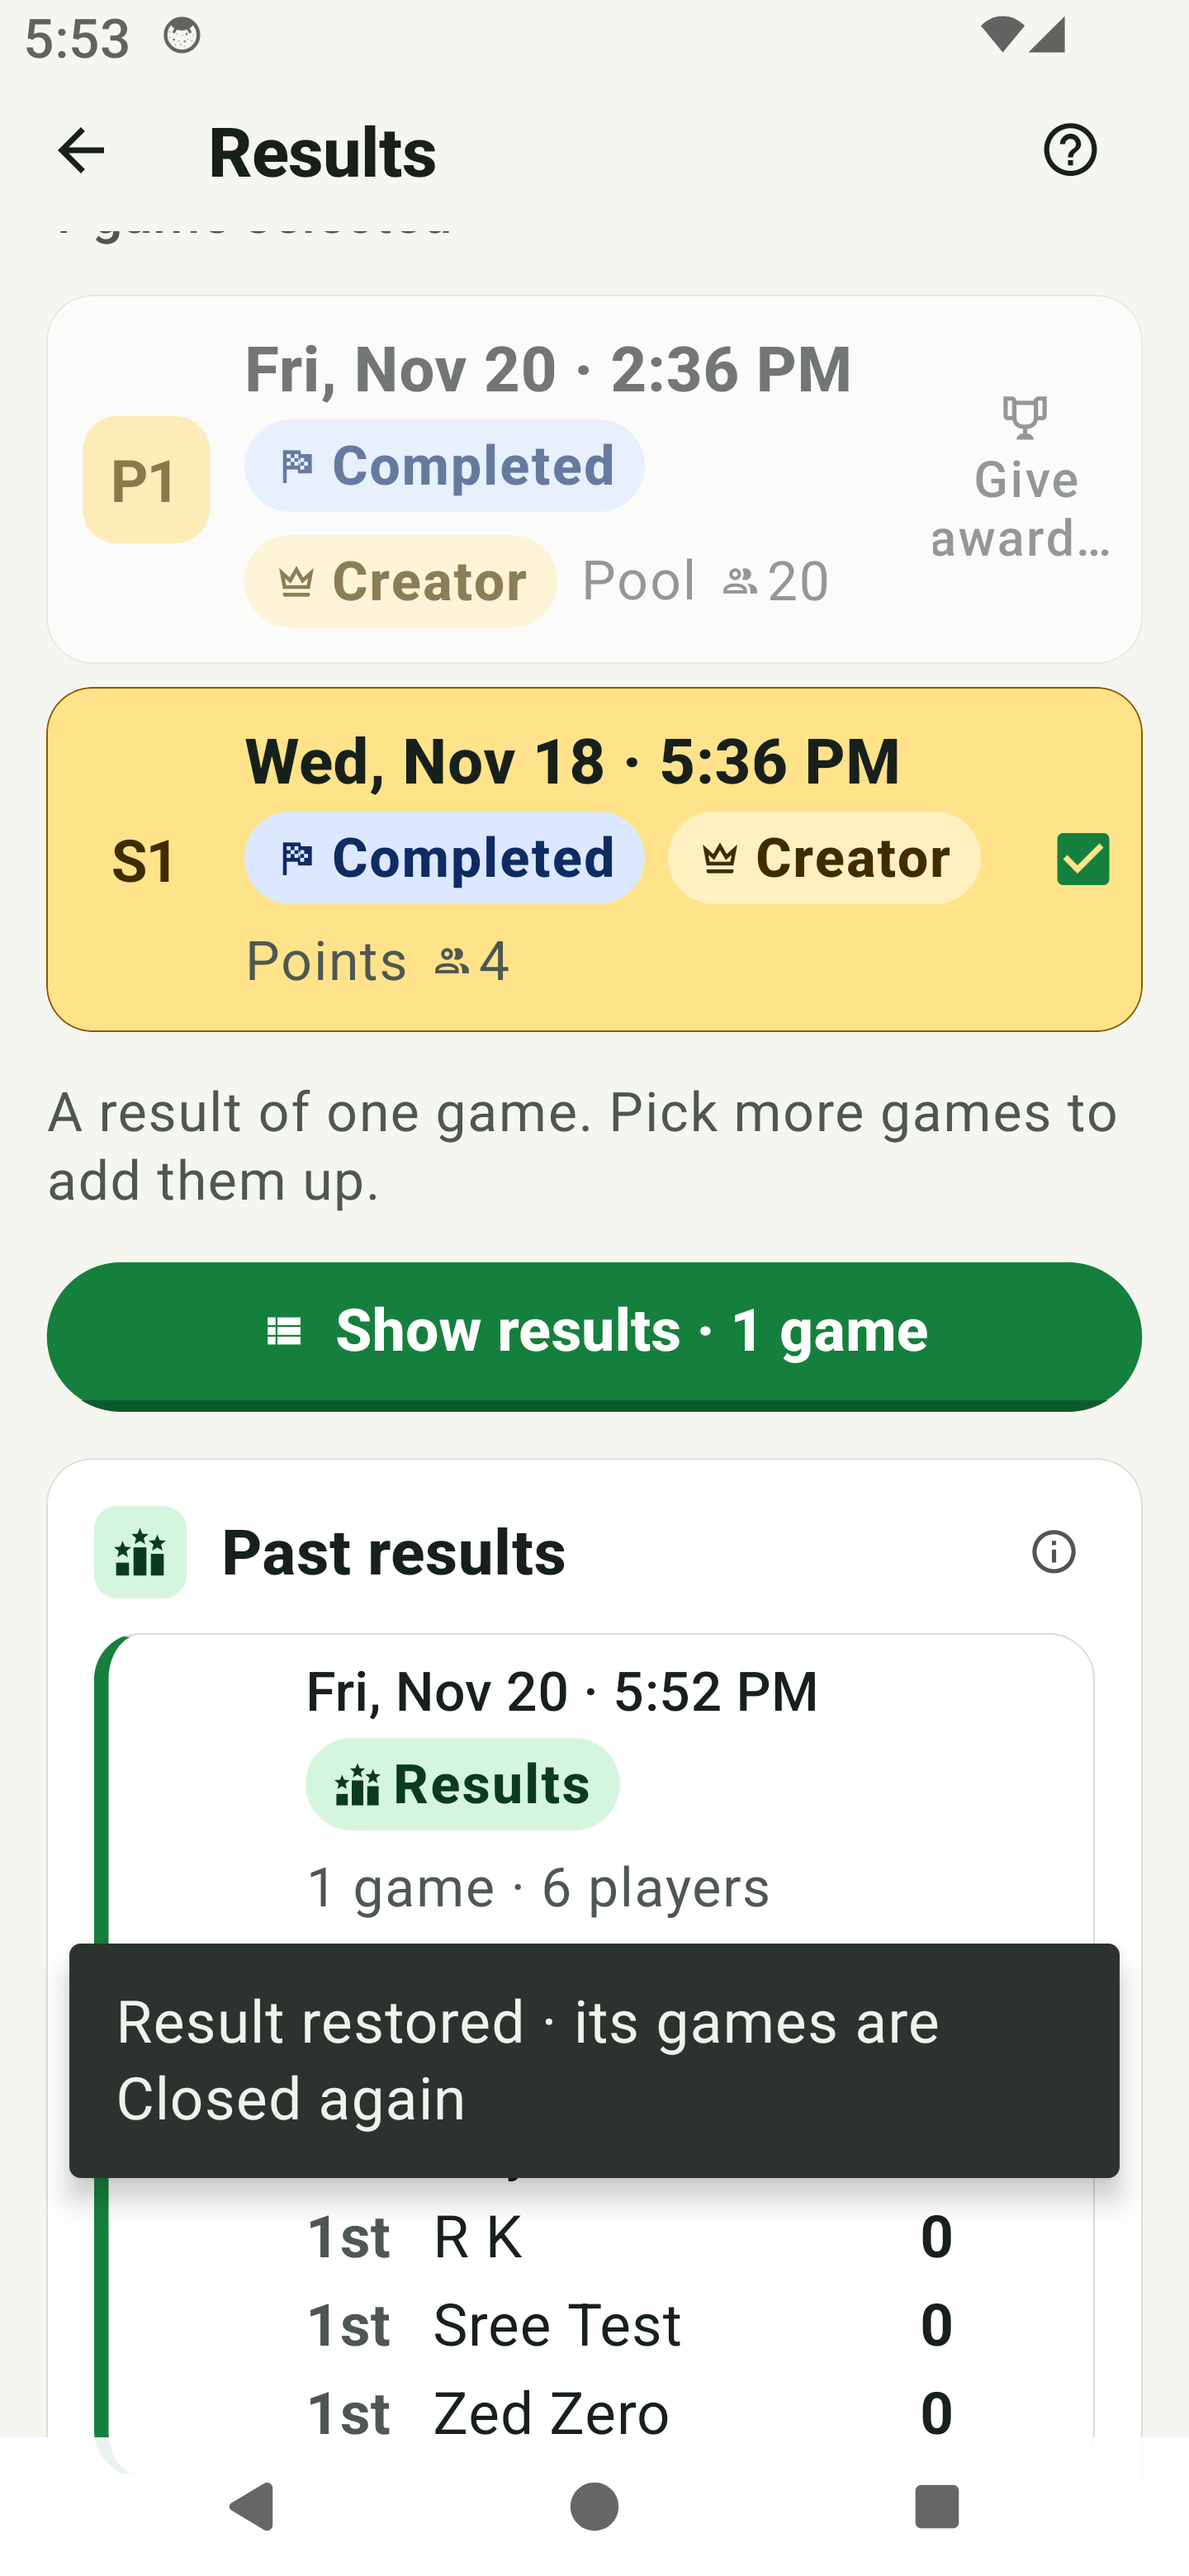 5:53
Results
1 game selected
Fri, Nov 20 · 2:36 PM
P1
Completed
Creator
Pool
20
Give
award…
Wed, Nov 18 · 5:36 PM
S1
Completed
Creator
Points
4
A result of one game. Pick more games to
add them up.
Show results · 1 game
Past results
Fri, Nov 20 · 5:52 PM
Results
1 game · 6 players
Result restored · its games are
Closed again
1st R K 0
1st Sree Test 0
1st Zed Zero 0